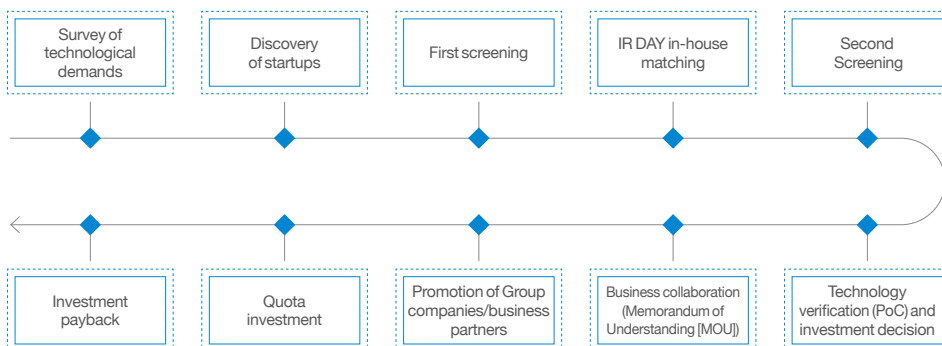 Survey of
technological
demands
Discovery
of startups
First screening
IR DAY in-house
matching
Second
Screening
Investment
payback
Quota
investment
Promotion of Group
companies/business
partners
Business collaboration
(Memorandum of
Understanding [MOU])
Technology
verification (PoC) and
investment decision